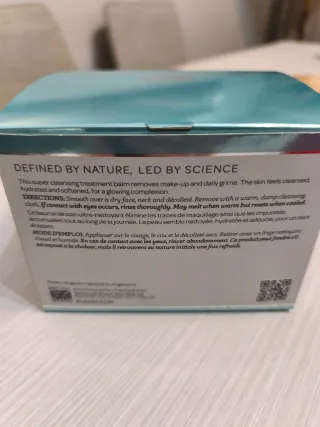 DEFINED BY NATURE, LED BY SCIENCE
This super cleansing treatment balm removes make-up and daily grime. The skin feels cleansed,
hydrated and softened, for a glowing complexion.
DIRECTIONS: Smooth over a dry face, neck and décolleté. Remove with a warm, damp cleansing
cloth. If contact with eyes occurs, rinse thoroughly. May melt when warm but resets when cooled.
Ce baume de soin ultra-nettoyant élimine les traces de maquillage ainsi que les impuretés
accumulées tout au long de la journée. La peau semble nettoyée, hydratée et adoucie, pour un teint
éclatant.
MODE D'EMPLOI: Appliquer sur le visage, le cou et le décolleté secs. Retirer avec un linge nettoyant
chaud et humide. En cas de contact avec les yeux, rincer abondamment. Ce produit peut fondre s'il
est exposé à la chaleur, mais il retrouvera sa texture initiale une fois refroidi.